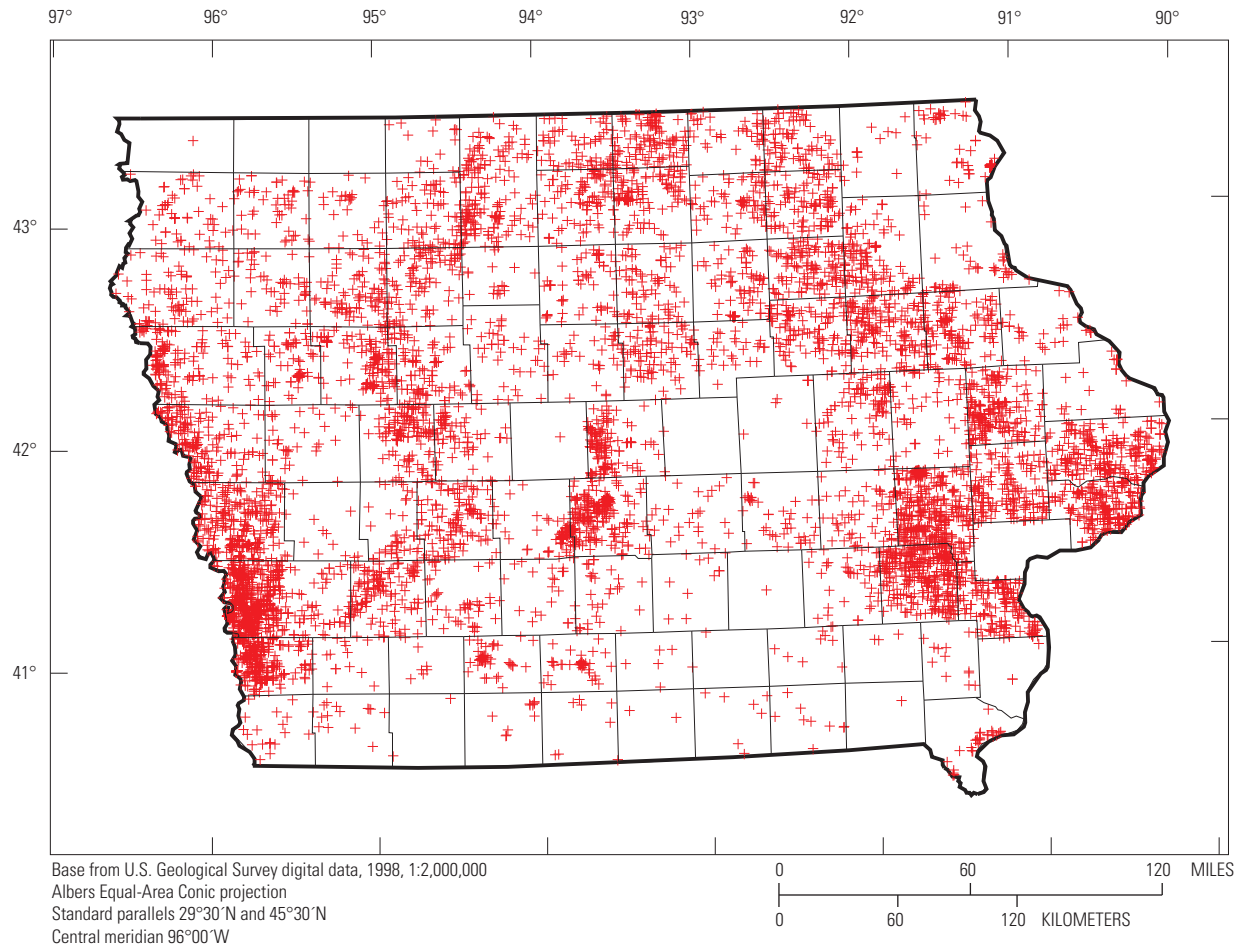 97° 96° 95° 94° 93° 92° 91° 90°
43°
42°
41°
Base from U.S. Geological Survey digital data, 1998, 1:2,000,000
Albers Equal-Area Conic projection
Standard parallels 29°30´N and 45°30´N
Central meridian 96°00´W
0 60 120 MILES
0 60 120 KILOMETERS